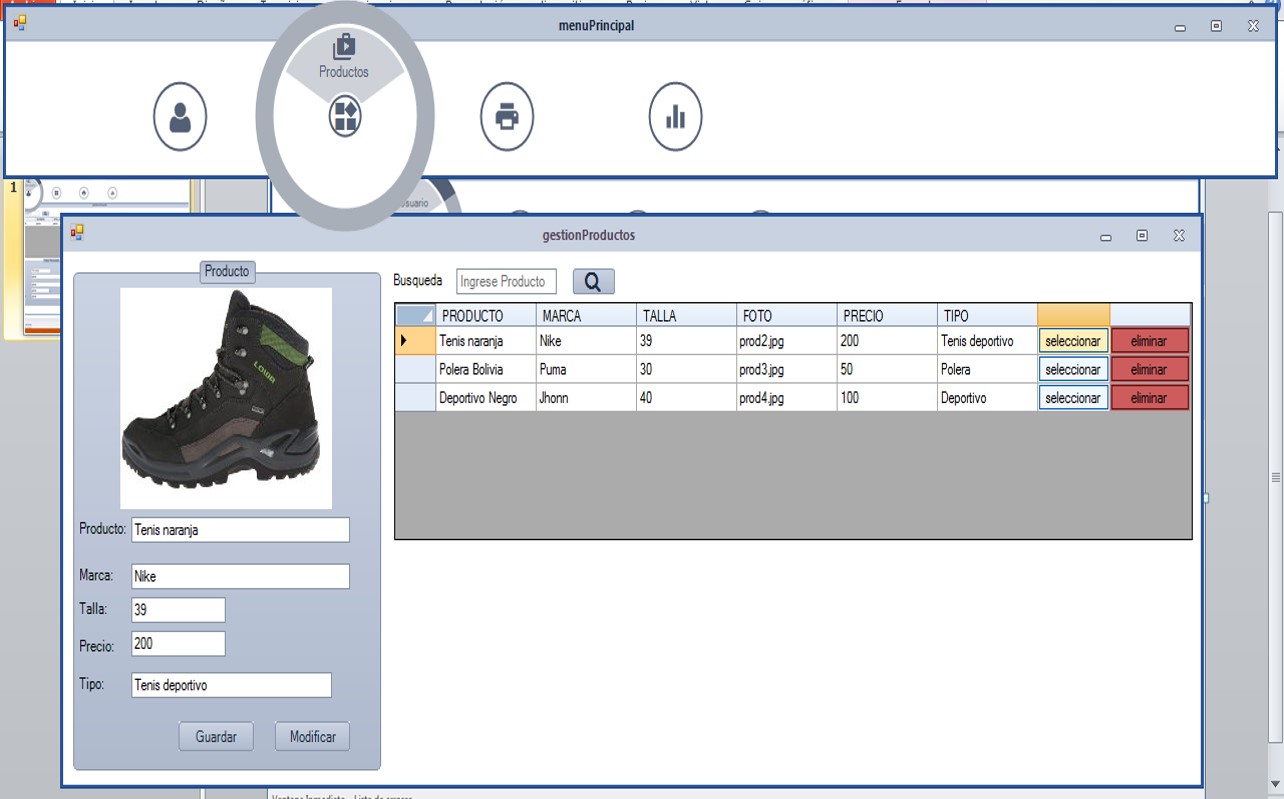 menuPrincipal
Productos
1
suario
gestionProductos
Producto
LOWA
Busqueda Ingrese Producto
PRODUCTO MARCA TALLA FOTO PRECIO TIPO
Tenis naranja Nike 39 prod2.jpg 200 Tenis deportivo seleccionar eliminar
Polera Bolivia Puma 30 prod3.jpg 50 Polera seleccionar eliminar
Deportivo Negro Jhonn 40 prod4.jpg 100 Deportivo seleccionar eliminar
Producto: Tenis naranja
Marca: Nike
Talla: 39
Precio: 200
Tipo: Tenis deportivo
Guardar Modificar